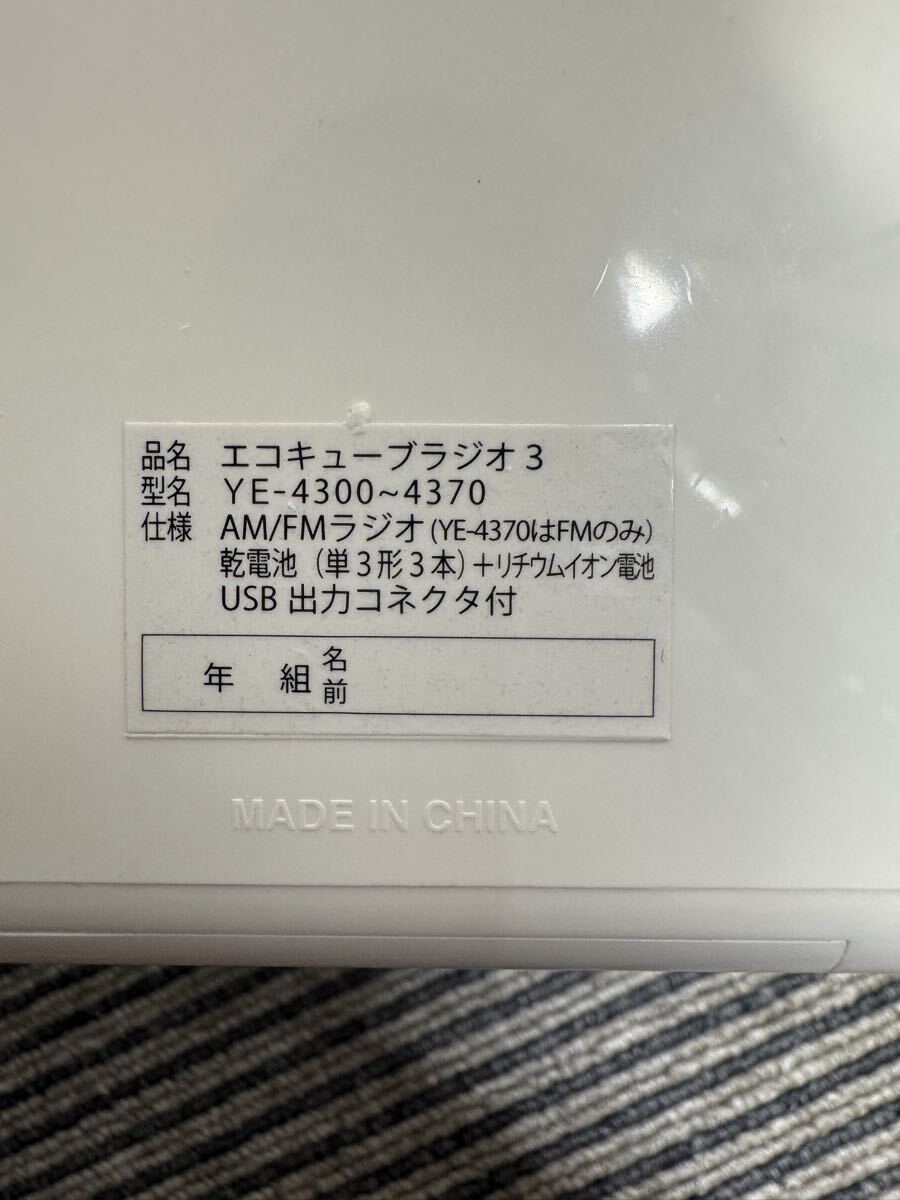 品名 エコキューブラジオ3
型名 YE-4300~4370
仕様 AM/FMラジオ(YE-4370はFMのみ)
乾電池(単3形3本)+リチウムイオン電池
USB出力コネクタ付
年 組 名前
MADE IN CHINA